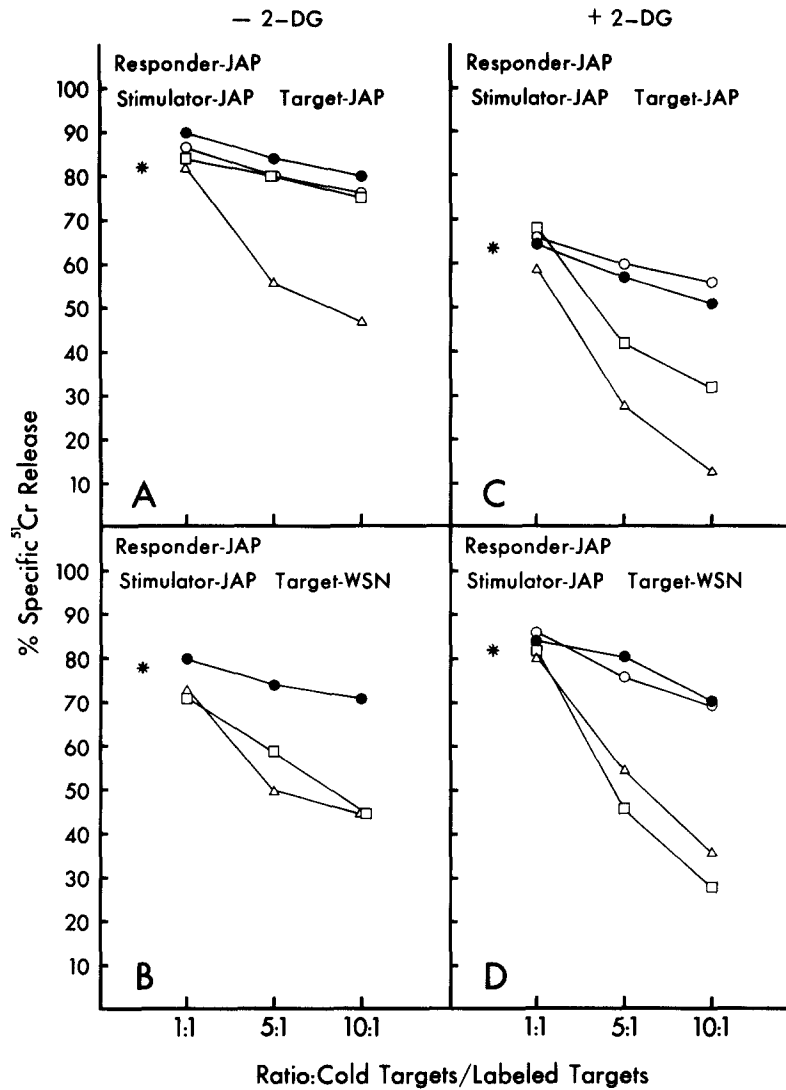 − 2-DG
+ 2-DG
Responder-JAP
Stimulator-JAP Target-JAP
100
90
80
70
60
50
40
30
20
10
*
A
Responder-JAP
Stimulator-JAP Target-JAP
*
C
Responder-JAP
Stimulator-JAP Target-WSN
100
90
80
70
60
50
40
30
20
10
*
B
1:1
5:1
10:1
Responder-JAP
Stimulator-JAP Target-WSN
*
D
1:1
5:1
10:1
% Specific ⁵¹Cr Release
Ratio:Cold Targets/Labeled Targets